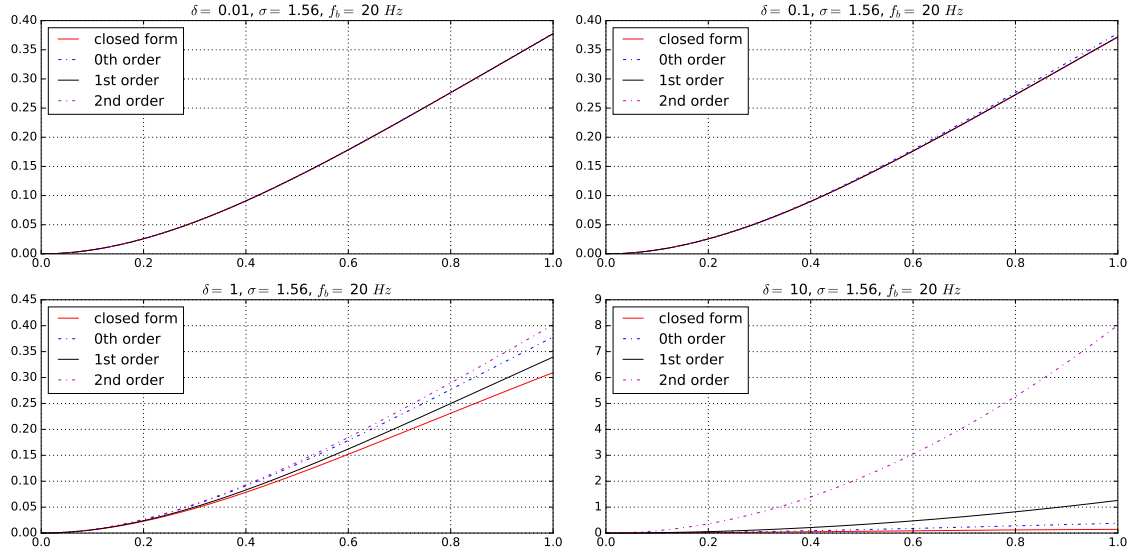 δ = 0.01, σ = 1.56, f_b = 20 Hz
0.40
0.35
0.30
0.25
0.20
0.15
0.10
0.05
0.00
closed form
0th order
1st order
2nd order
0.0 0.2 0.4 0.6 0.8 1.0
δ = 0.1, σ = 1.56, f_b = 20 Hz
0.40
0.35
0.30
0.25
0.20
0.15
0.10
0.05
0.00
closed form
0th order
1st order
2nd order
0.0 0.2 0.4 0.6 0.8 1.0
δ = 1, σ = 1.56, f_b = 20 Hz
0.45
0.40
0.35
0.30
0.25
0.20
0.15
0.10
0.05
0.00
closed form
0th order
1st order
2nd order
0.0 0.2 0.4 0.6 0.8 1.0
δ = 10, σ = 1.56, f_b = 20 Hz
9
8
7
6
5
4
3
2
1
0
closed form
0th order
1st order
2nd order
0.0 0.2 0.4 0.6 0.8 1.0